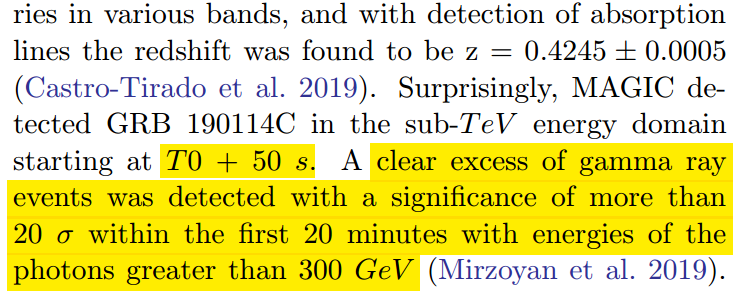 ries in various bands, and with detection of absorption
lines the redshift was found to be z = 0.4245 ± 0.0005
(Castro-Tirado et al. 2019). Surprisingly, MAGIC de-
tected GRB 190114C in the sub-TeV energy domain
starting at T0 + 50 s. A clear excess of gamma ray
events was detected with a significance of more than
20 σ within the first 20 minutes with energies of the
photons greater than 300 GeV (Mirzoyan et al. 2019).